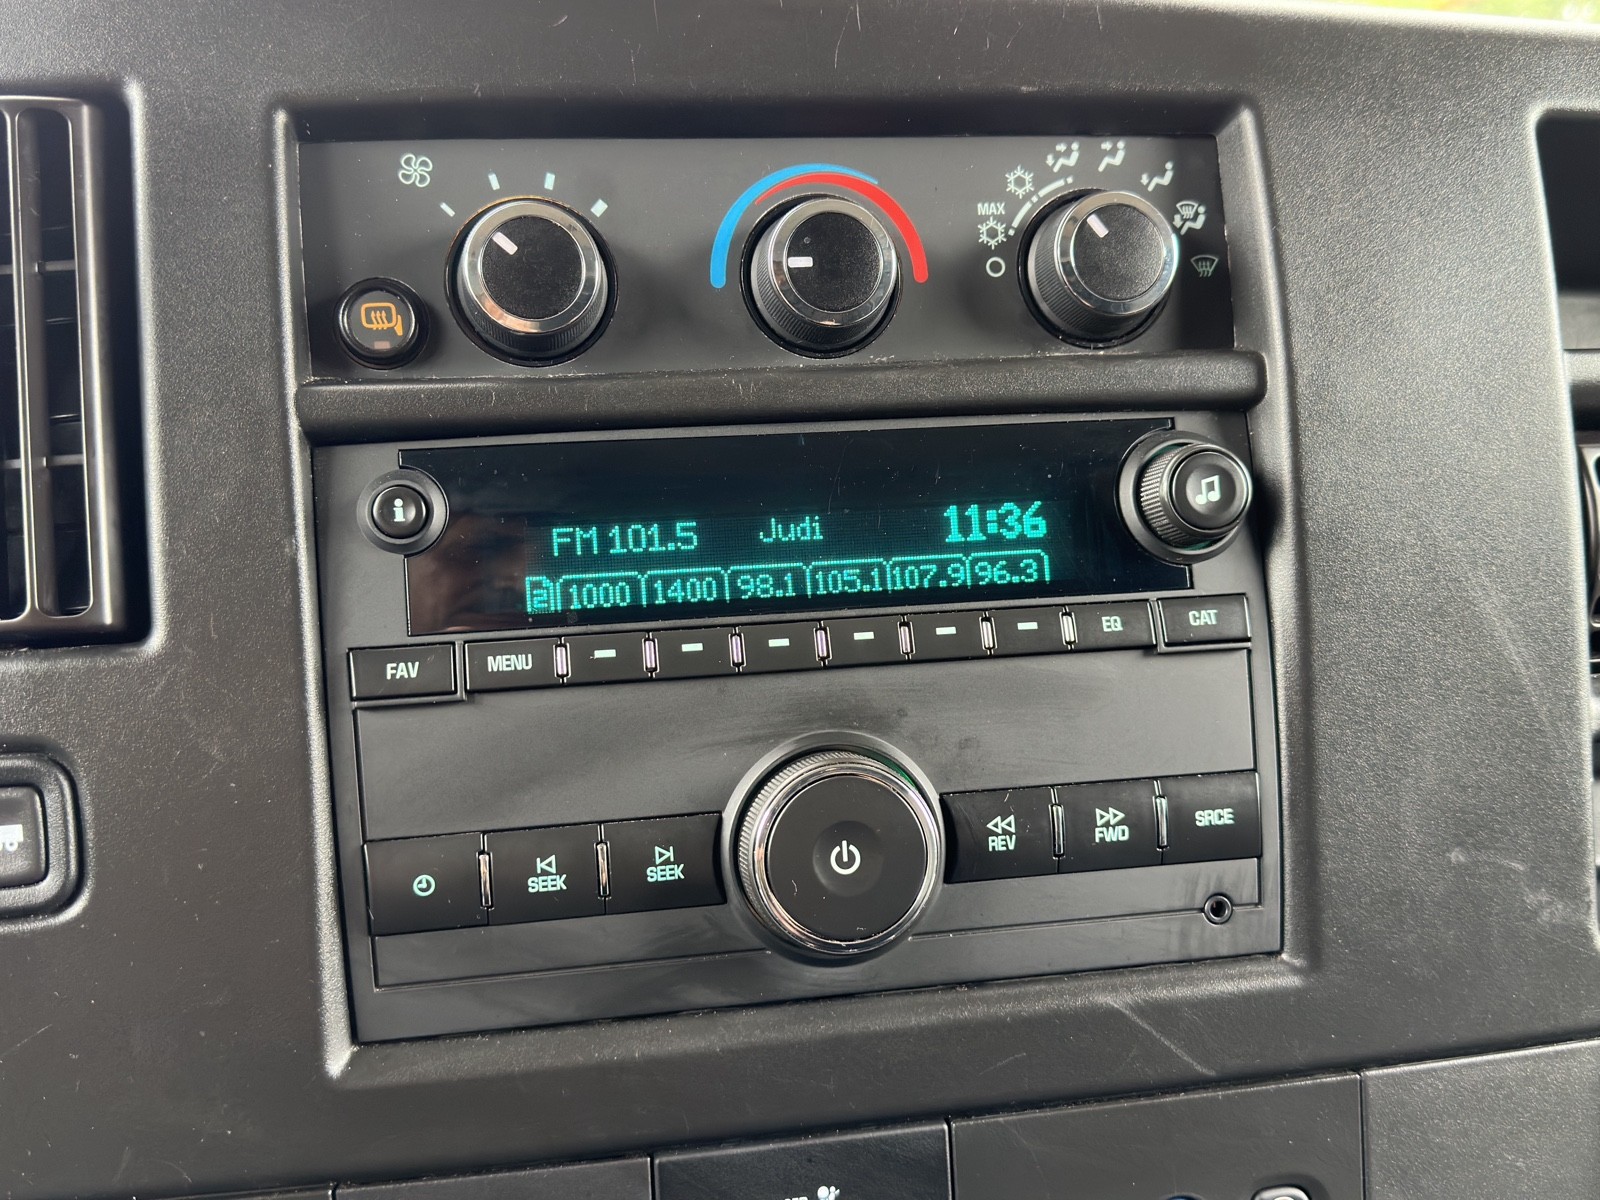 MAX
i
FM 101.5 Judi 11:36
2 1000 1400 98.1 105.1 107.9 96.3
FAV MENU EQ CAT
SEEK SEEK REV FWD SRCE